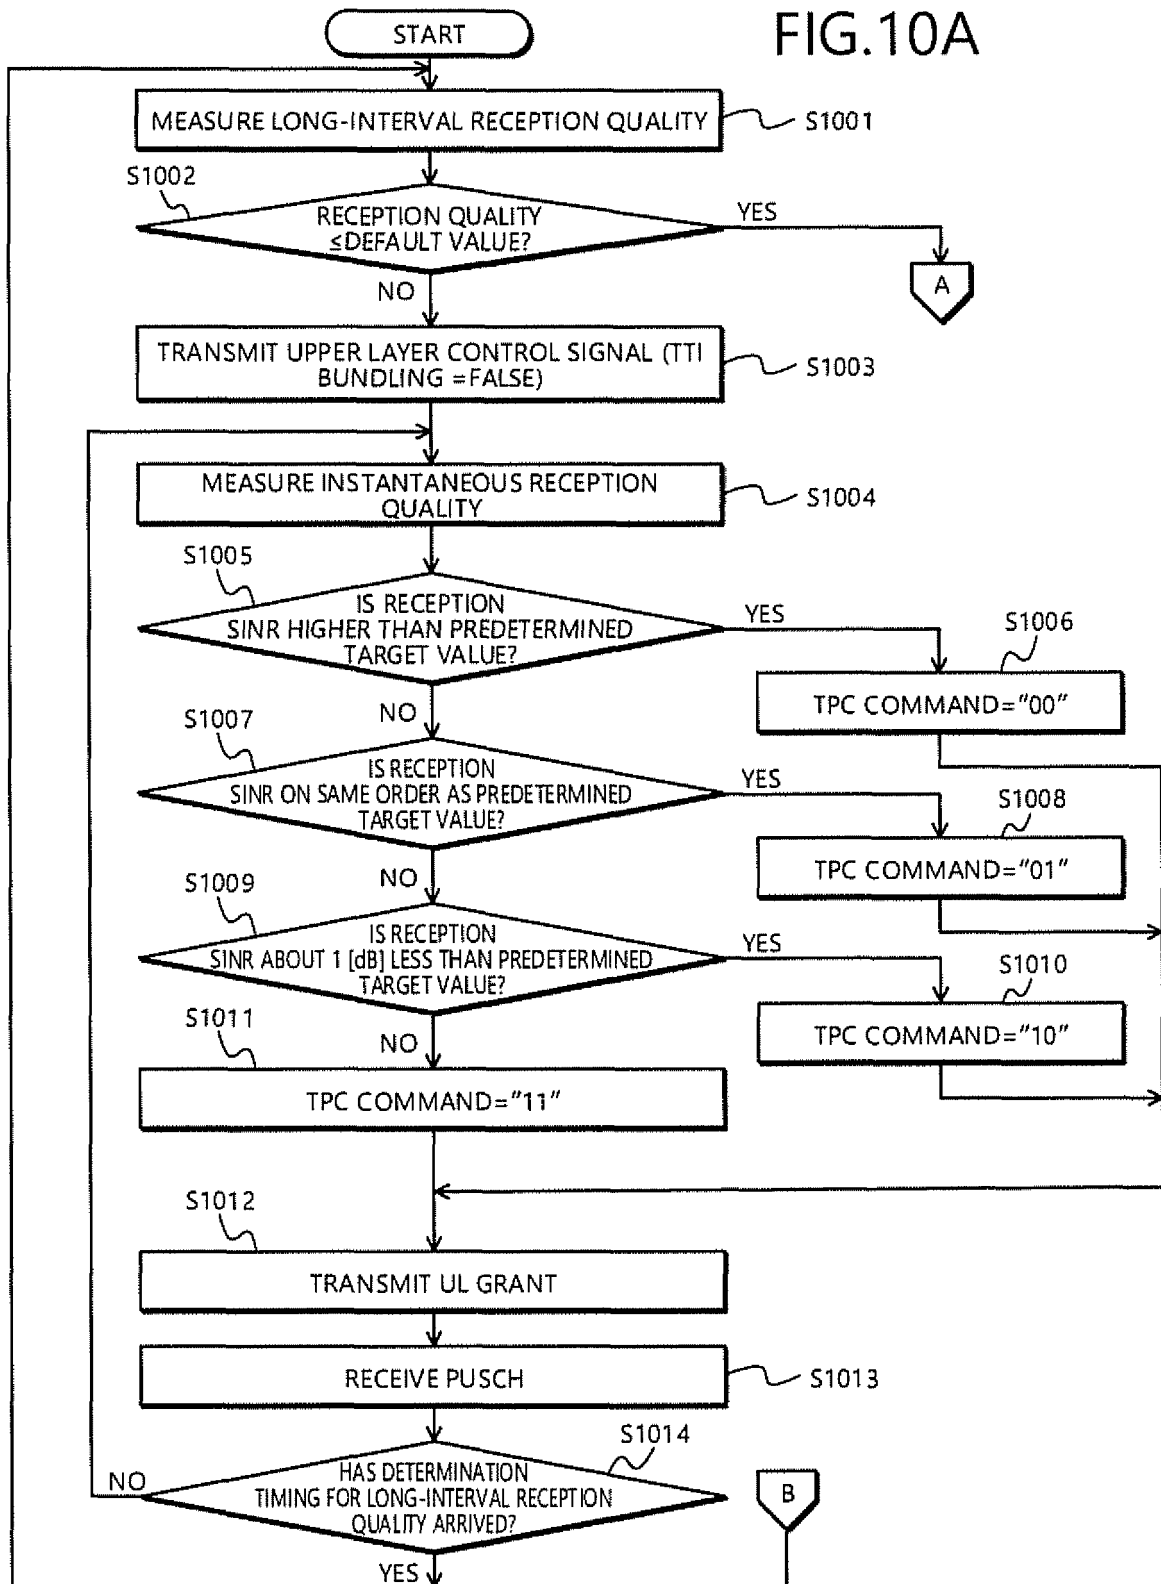 FIG.10A
START
MEASURE LONG-INTERVAL RECEPTION QUALITY
S1001
S1002
RECEPTION QUALITY
≤DEFAULT VALUE?
YES
A
NO
TRANSMIT UPPER LAYER CONTROL SIGNAL (TTI
BUNDLING =FALSE)
S1003
MEASURE INSTANTANEOUS RECEPTION
QUALITY
S1004
S1005
IS RECEPTION
SINR HIGHER THAN PREDETERMINED
TARGET VALUE?
YES
S1006
TPC COMMAND="00"
NO
S1007
IS RECEPTION
SINR ON SAME ORDER AS PREDETERMINED
TARGET VALUE?
YES
S1008
TPC COMMAND="01"
NO
S1009
IS RECEPTION
SINR ABOUT 1 [dB] LESS THAN PREDETERMINED
TARGET VALUE?
YES
S1010
TPC COMMAND="10"
NO
S1011
TPC COMMAND="11"
S1012
TRANSMIT UL GRANT
RECEIVE PUSCH
S1013
S1014
HAS DETERMINATION
TIMING FOR LONG-INTERVAL RECEPTION
QUALITY ARRIVED?
NO
B
YES